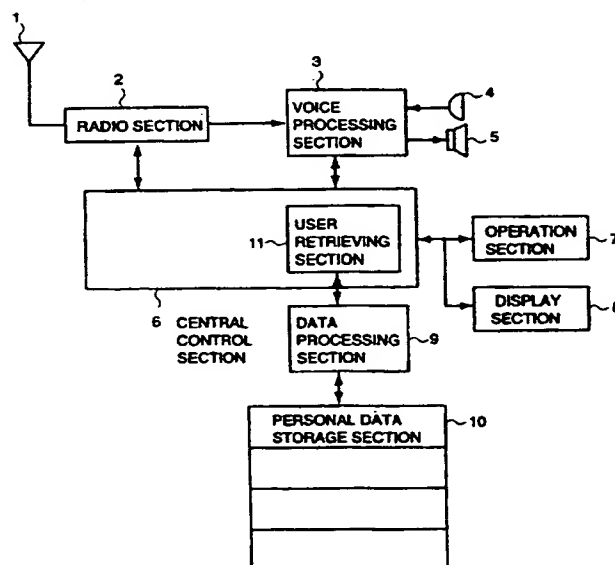 1
2
RADIO SECTION
3
VOICE
PROCESSING
SECTION
4
5
11
USER
RETRIEVING
SECTION
OPERATION
SECTION
7
DISPLAY
SECTION
8
6
CENTRAL
CONTROL
SECTION
DATA
PROCESSING
SECTION
9
PERSONAL DATA
STORAGE SECTION
10